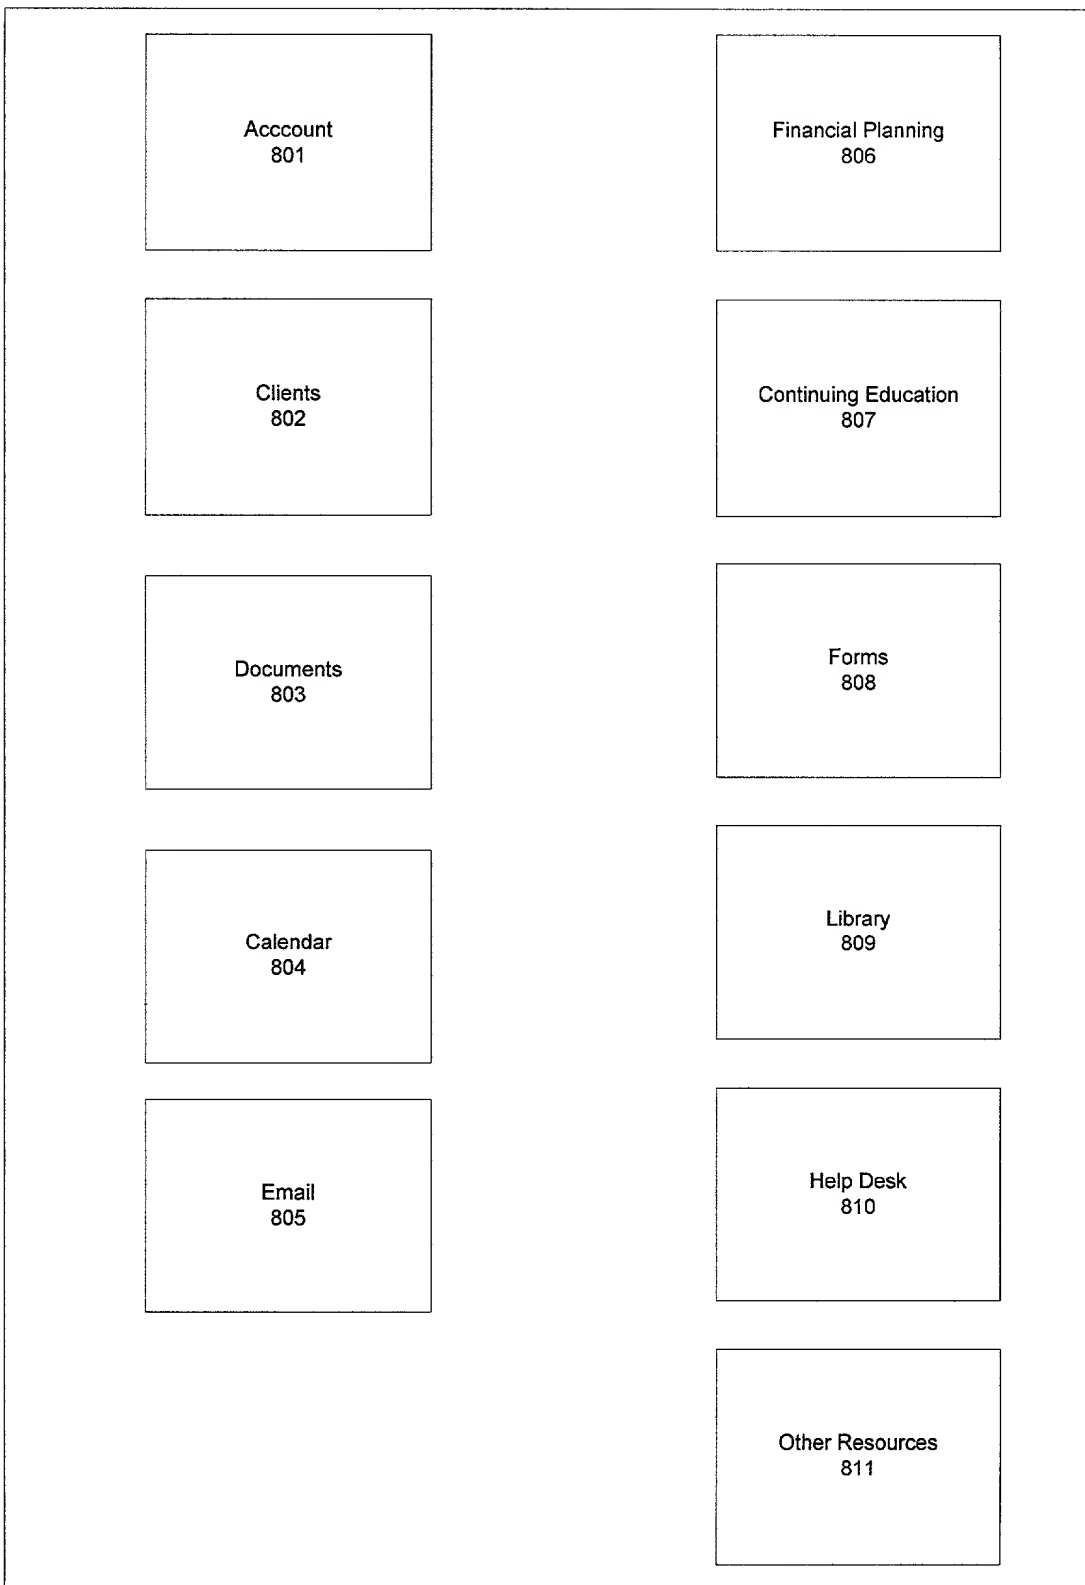 Acccount
801
Clients
802
Documents
803
Calendar
804
Email
805
Financial Planning
806
Continuing Education
807
Forms
808
Library
809
Help Desk
810
Other Resources
811